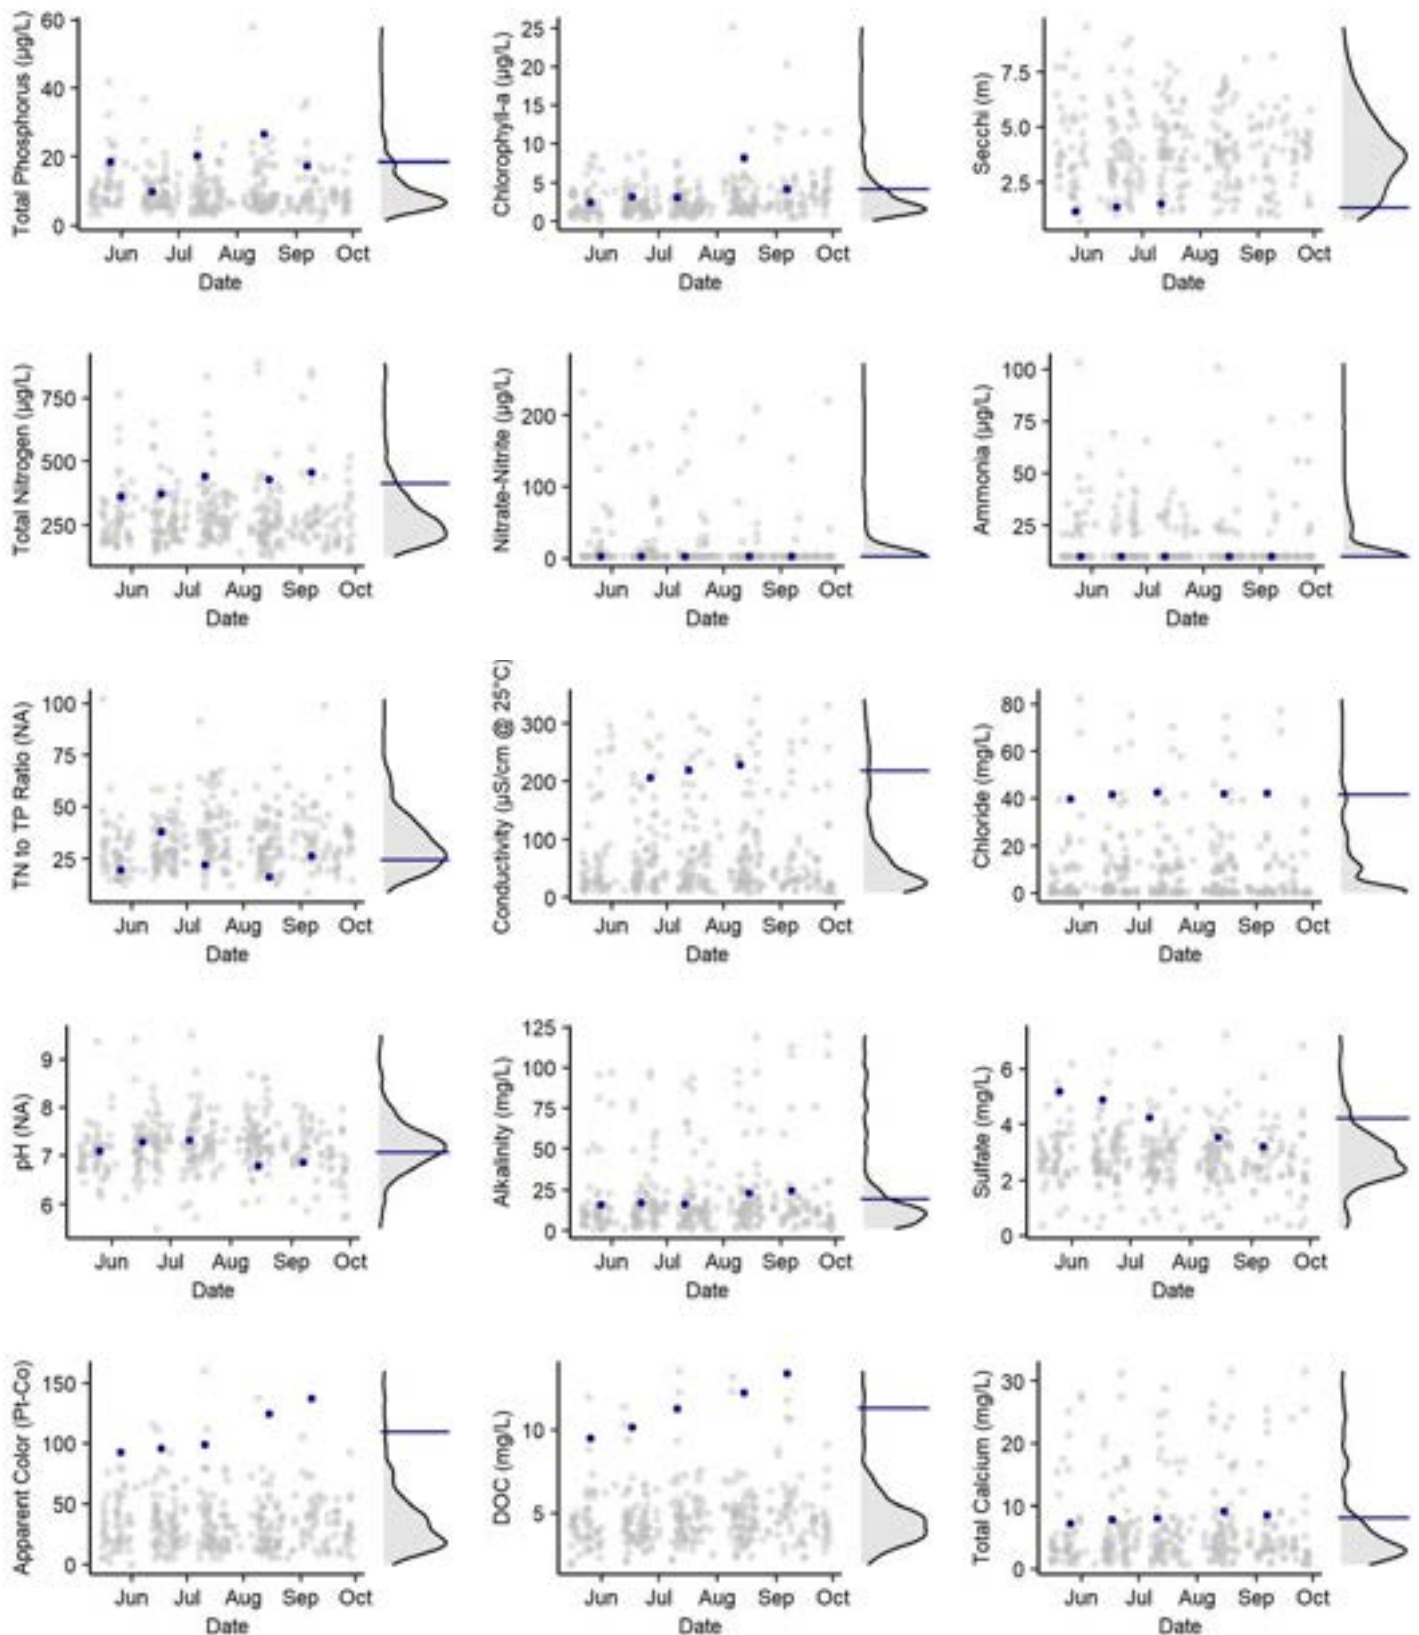 Total Phosphorus (µg/L)
60
40
20
0
Jun Jul Aug Sep Oct
Date
Chlorophyll-a (µg/L)
25
20
15
10
5
0
Jun Jul Aug Sep Oct
Date
Secchi (m)
7.5
5.0
2.5
Jun Jul Aug Sep Oct
Date
Total Nitrogen (µg/L)
750
500
250
Jun Jul Aug Sep Oct
Date
Nitrate-Nitrite (µg/L)
200
100
0
Jun Jul Aug Sep Oct
Date
Ammonia (µg/L)
100
75
50
25
Jun Jul Aug Sep Oct
Date
TN to TP Ratio (NA)
100
75
50
25
Jun Jul Aug Sep Oct
Date
Conductivity (µS/cm @ 25°C)
300
200
100
0
Jun Jul Aug Sep Oct
Date
Chloride (mg/L)
80
60
40
20
0
Jun Jul Aug Sep Oct
Date
pH (NA)
9
8
7
6
Jun Jul Aug Sep Oct
Date
Alkalinity (mg/L)
125
100
75
50
25
0
Jun Jul Aug Sep Oct
Date
Sulfate (mg/L)
6
4
2
0
Jun Jul Aug Sep Oct
Date
Apparent Color (Pt-Co)
150
100
50
0
Jun Jul Aug Sep Oct
Date
DOC (mg/L)
10
5
Jun Jul Aug Sep Oct
Date
Total Calcium (mg/L)
30
20
10
0
Jun Jul Aug Sep Oct
Date